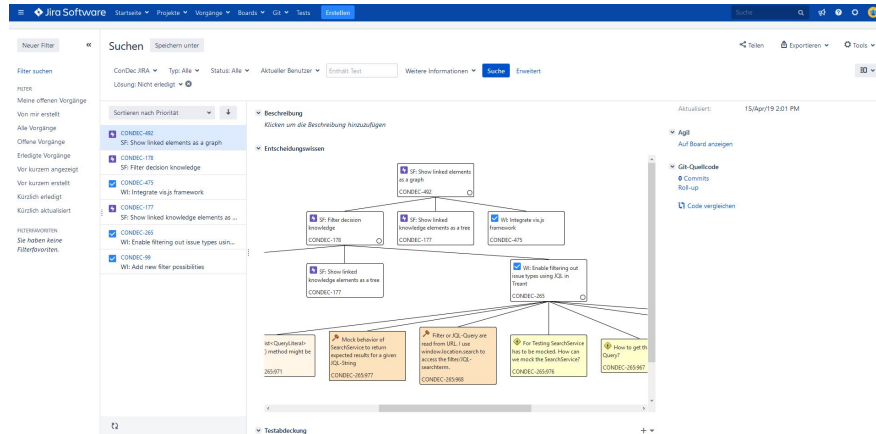 Jira Software Startseite Projekte Vorgänge Boards Git Tests Erstellen Suche
Neuer Filter
Filter suchen
FILTER
Meine offenen Vorgänge
Von mir erstellt
Alle Vorgänge
Offene Vorgänge
Erledigte Vorgänge
Vor kurzem angezeigt
Vor kurzem erstellt
Kürzlich erledigt
Kürzlich aktualisiert
FILTERFAVORITEN
Sie haben keine
Filterfavoriten.
Suchen Speichern unter
Teilen Exportieren Tools
ConDec JIRA Typ: Alle Status: Alle Aktueller Benutzer Enthält Text Weitere Informationen Suche Erweitert
Lösung: Nicht erledigt
Sortieren nach Priorität
CONDEC-492
SF: Show linked elements as a graph
CONDEC-178
SF: Filter decision knowledge
CONDEC-475
WI: Integrate vis.js framework
CONDEC-177
SF: Show linked knowledge elements as ...
CONDEC-265
WI: Enable filtering out issue types usin...
CONDEC-99
WI: Add new filter possibilities
Beschreibung
Klicken um die Beschreibung hinzuzufügen
Entscheidungswissen
SF: Show linked elements
as a graph
CONDEC-492
SF: Filter decision
knowledge
CONDEC-178
SF: Show linked
knowledge elements as a tree
CONDEC-177
WI: Integrate vis.js
framework
CONDEC-475
SF: Show linked
knowledge elements as a tree
CONDEC-177
WI: Enable filtering out
issue types using JQL in
Treant
CONDEC-265
ist<QueryLiteral>
) method might be
265:971
Mock behavior of
SearchService to return
expected results for a given
JQL-String
CONDEC-265:977
Filter or JQL-Query are
read from URL. I use
window.location.search to
access the filter/JQL-
searchterm.
CONDEC-265:968
For Testing SearchService
has to be mocked. How can
we mock the SearchService?
CONDEC-265:976
How to get th
Query?
CONDEC-265:967
Testabdeckung
Aktualisiert: 15/Apr/19 2:01 PM
Agil
Auf Board anzeigen
Git-Quellcode
0 Commits
Roll-up
Code vergleichen